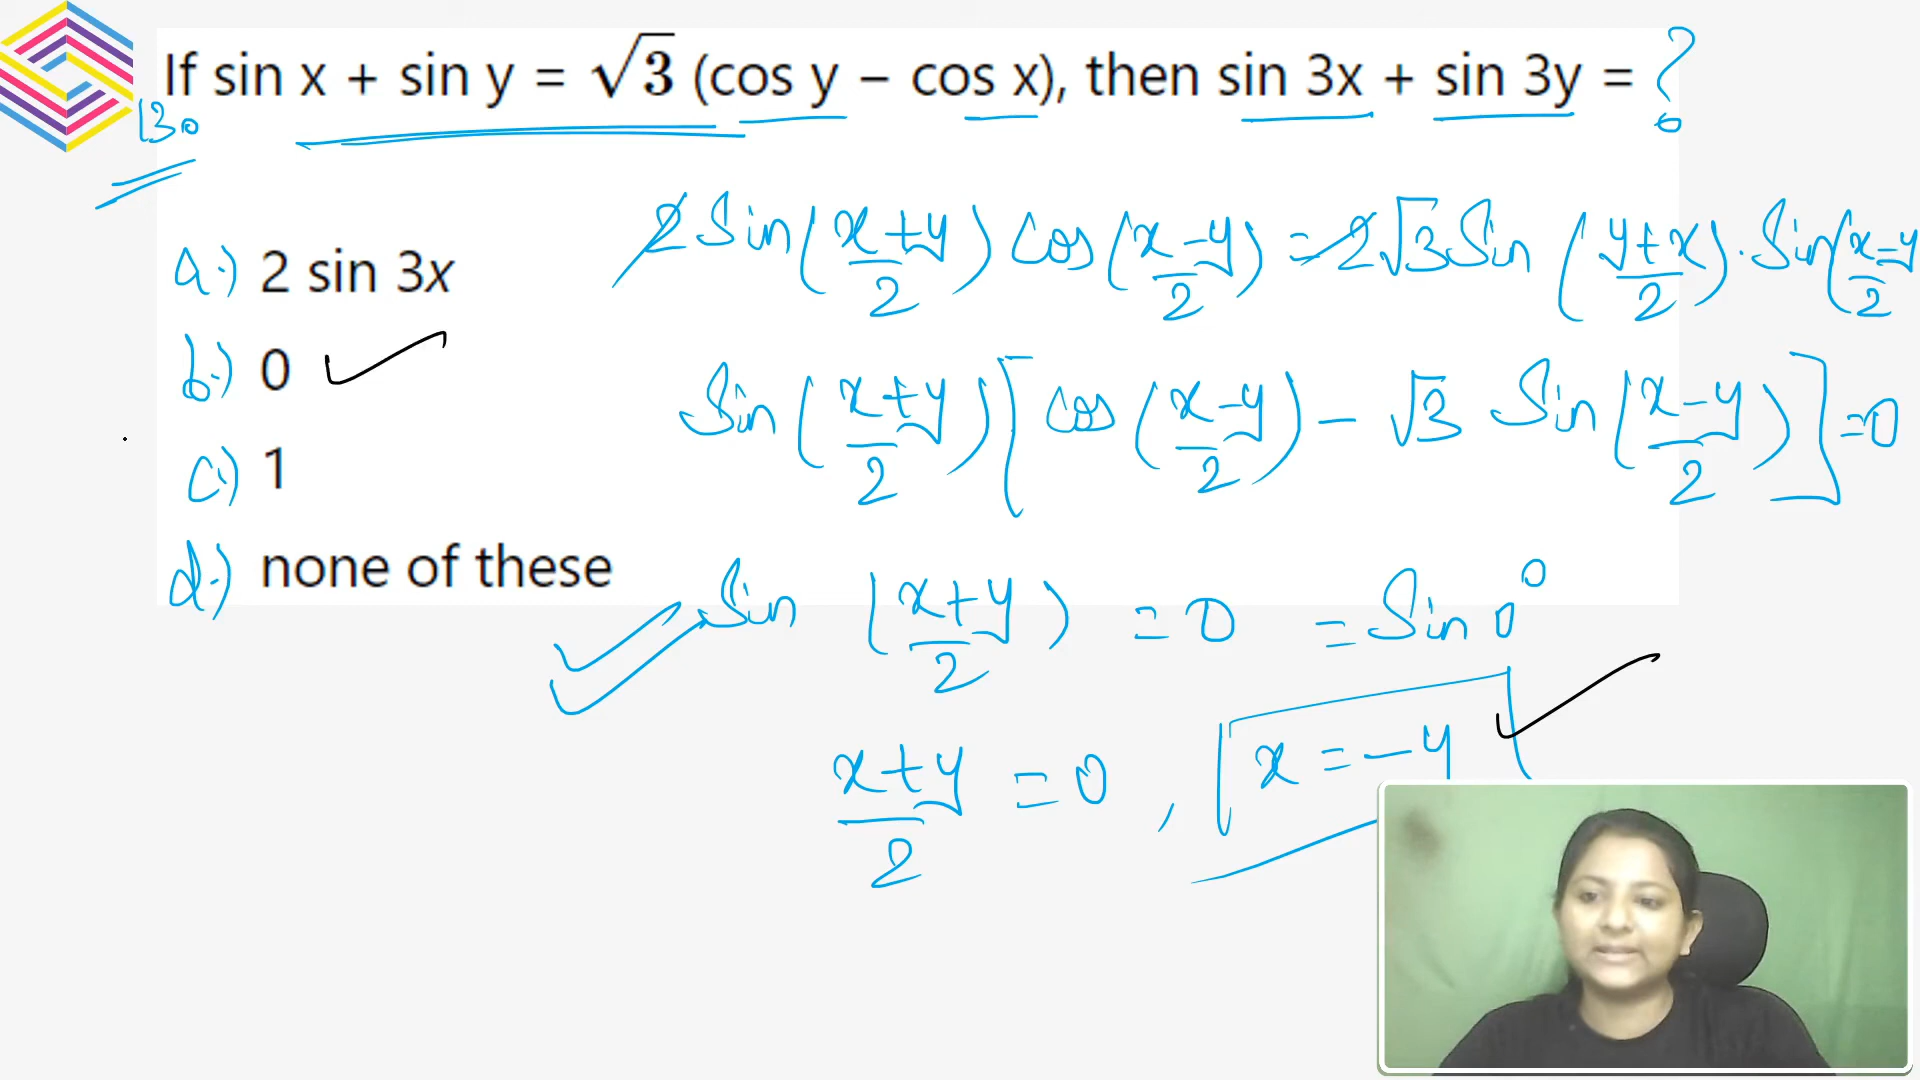 If sin x + sin y = √3 (cos y − cos x), then sin 3x + sin 3y = ?
130
a.) 2 sin 3x
b.) 0
c.) 1
d.) none of these
2 Sin((x+y)/2) Cos((x-y)/2) = 2√3 Sin((y+x)/2) . Sin((x-y)/2
Sin((x+y)/2) [Cos((x-y)/2) - √3 Sin((x-y)/2)] = 0
Sin((x+y)/2) = 0 = Sin 0°
(x+y)/2 = 0 , x = -y